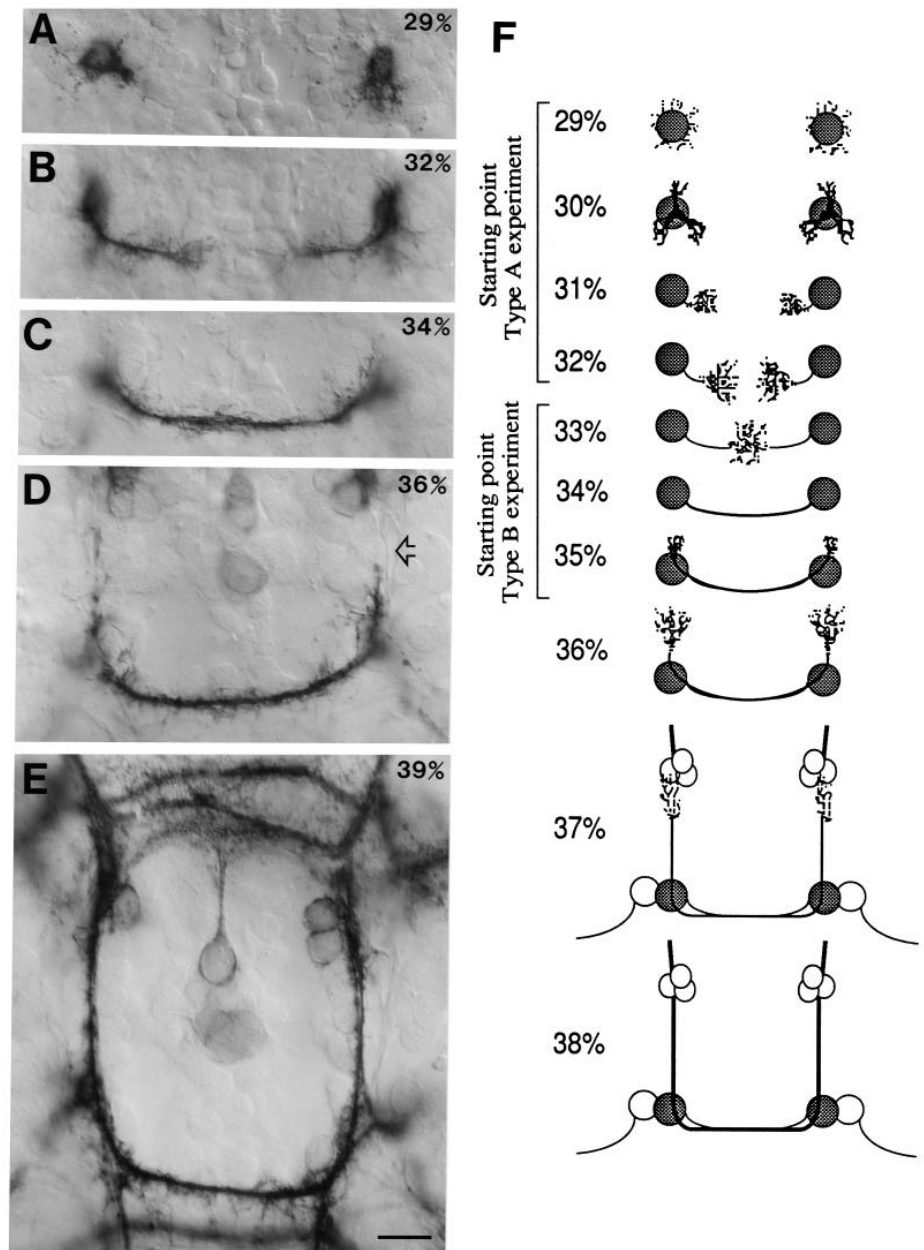 A
29%
B
32%
C
34%
D
36%
E
39%
F
Starting point
Type A experiment
29%
30%
31%
32%
Starting point
Type B experiment
33%
34%
35%
36%
37%
38%